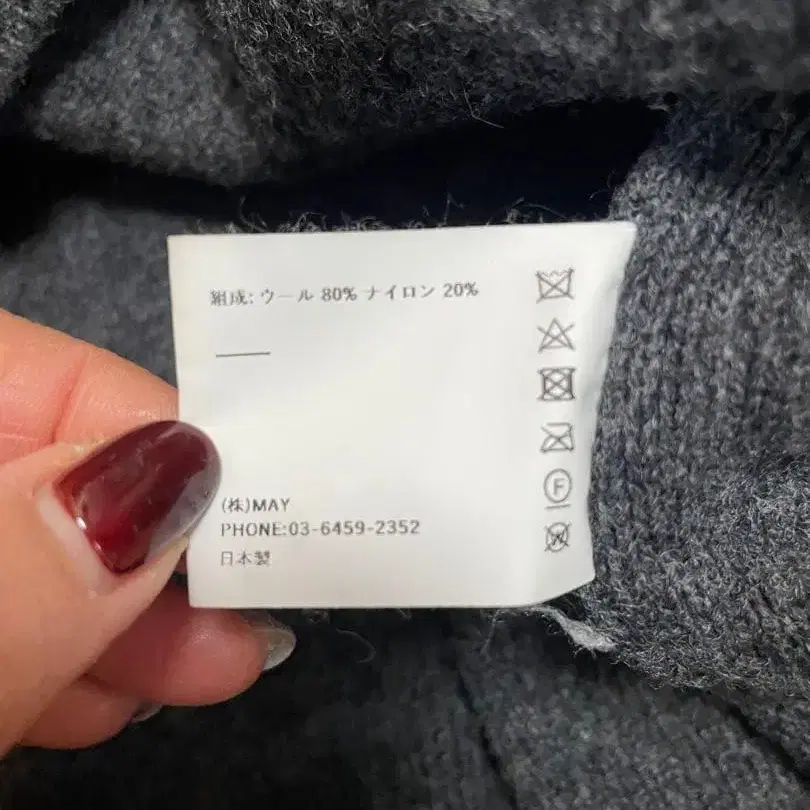 組成: ウール 80% ナイロン 20%
(株)MAY
PHONE:03-6459-2352
日本製
F
W